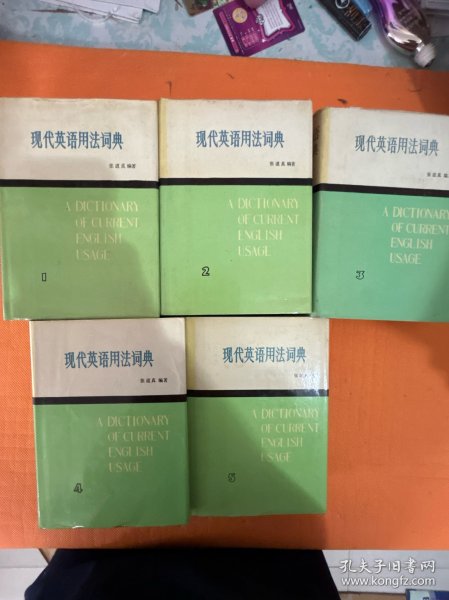 现代英语用法词典
张道真 编著
A DICTIONARY
OF CURRENT
ENGLISH
USAGE
1
现代英语用法词典
张道真 编著
A DICTIONARY
OF CURRENT
ENGLISH
USAGE
2
现代英语用法词典
张道真 编
A DICTIONARY
OF CURRENT
ENGLISH
USAGE
3
现代英语用法词典
张道真 编著
A DICTIONARY
OF CURRENT
ENGLISH
USAGE
4
现代英语用法词典
A DICTIONARY
OF CURRENT
ENGLISH
USAGE
5
孔夫子旧书网
www.kongfz.com